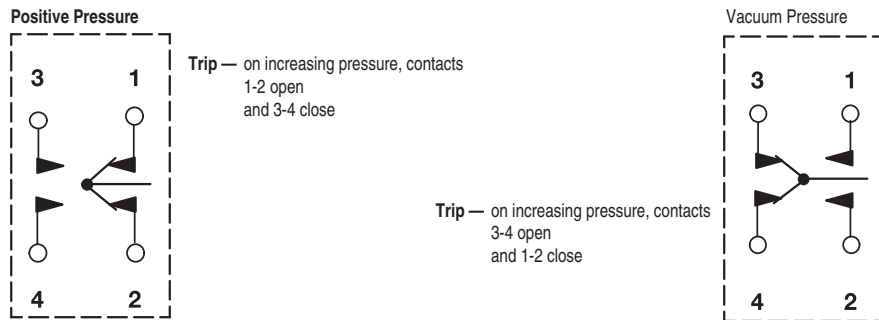 Positive Pressure
3 1
4 2
Trip — on increasing pressure, contacts
1-2 open
and 3-4 close
Vacuum Pressure
3 1
4 2
Trip — on increasing pressure, contacts
3-4 open
and 1-2 close